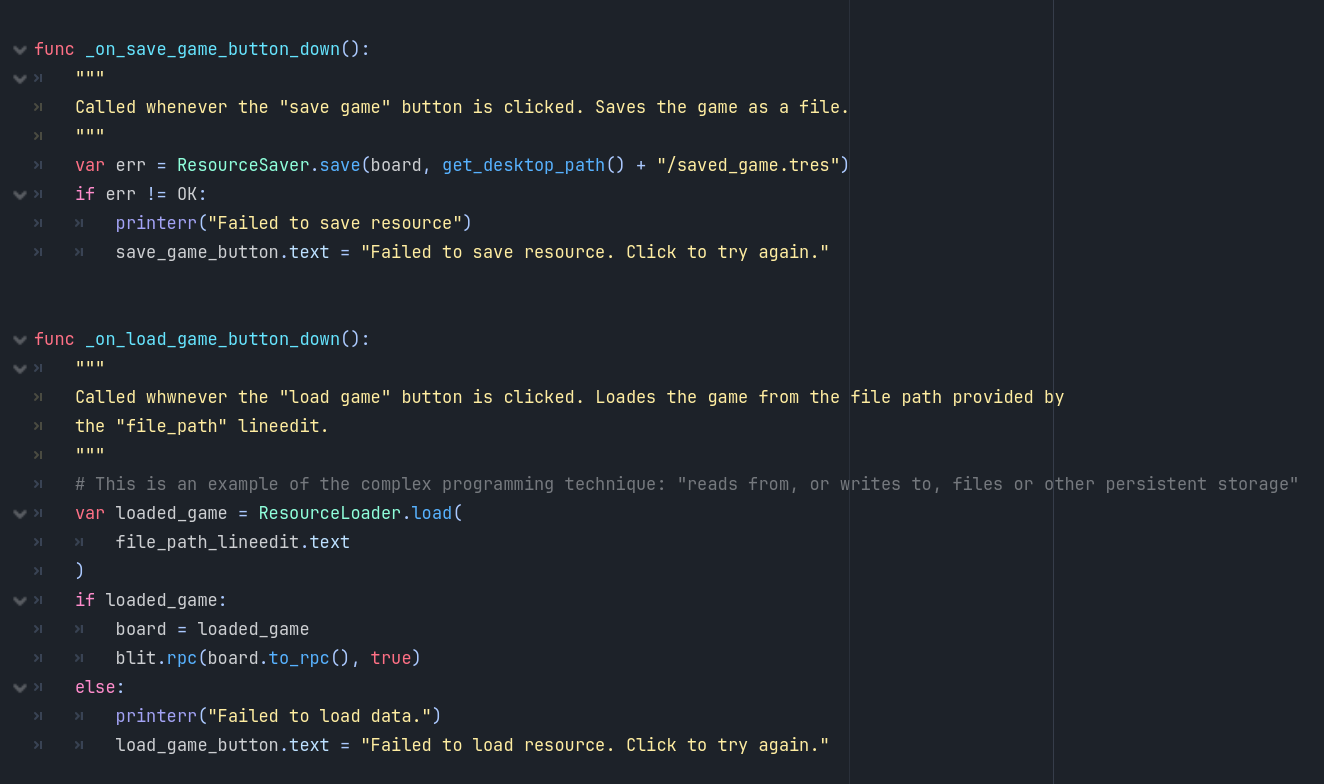 func _on_save_game_button_down():
"""
Called whenever the "save game" button is clicked. Saves the game as a file.
"""
var err = ResourceSaver.save(board, get_desktop_path() + "/saved_game.tres")
if err != OK:
printerr("Failed to save resource")
save_game_button.text = "Failed to save resource. Click to try again."
func _on_load_game_button_down():
"""
Called whwnever the "load game" button is clicked. Loades the game from the file path provided by
the "file_path" lineedit.
"""
# This is an example of the complex programming technique: "reads from, or writes to, files or other persistent storage"
var loaded_game = ResourceLoader.load(
file_path_lineedit.text
)
if loaded_game:
board = loaded_game
blit.rpc(board.to_rpc(), true)
else:
printerr("Failed to load data.")
load_game_button.text = "Failed to load resource. Click to try again."